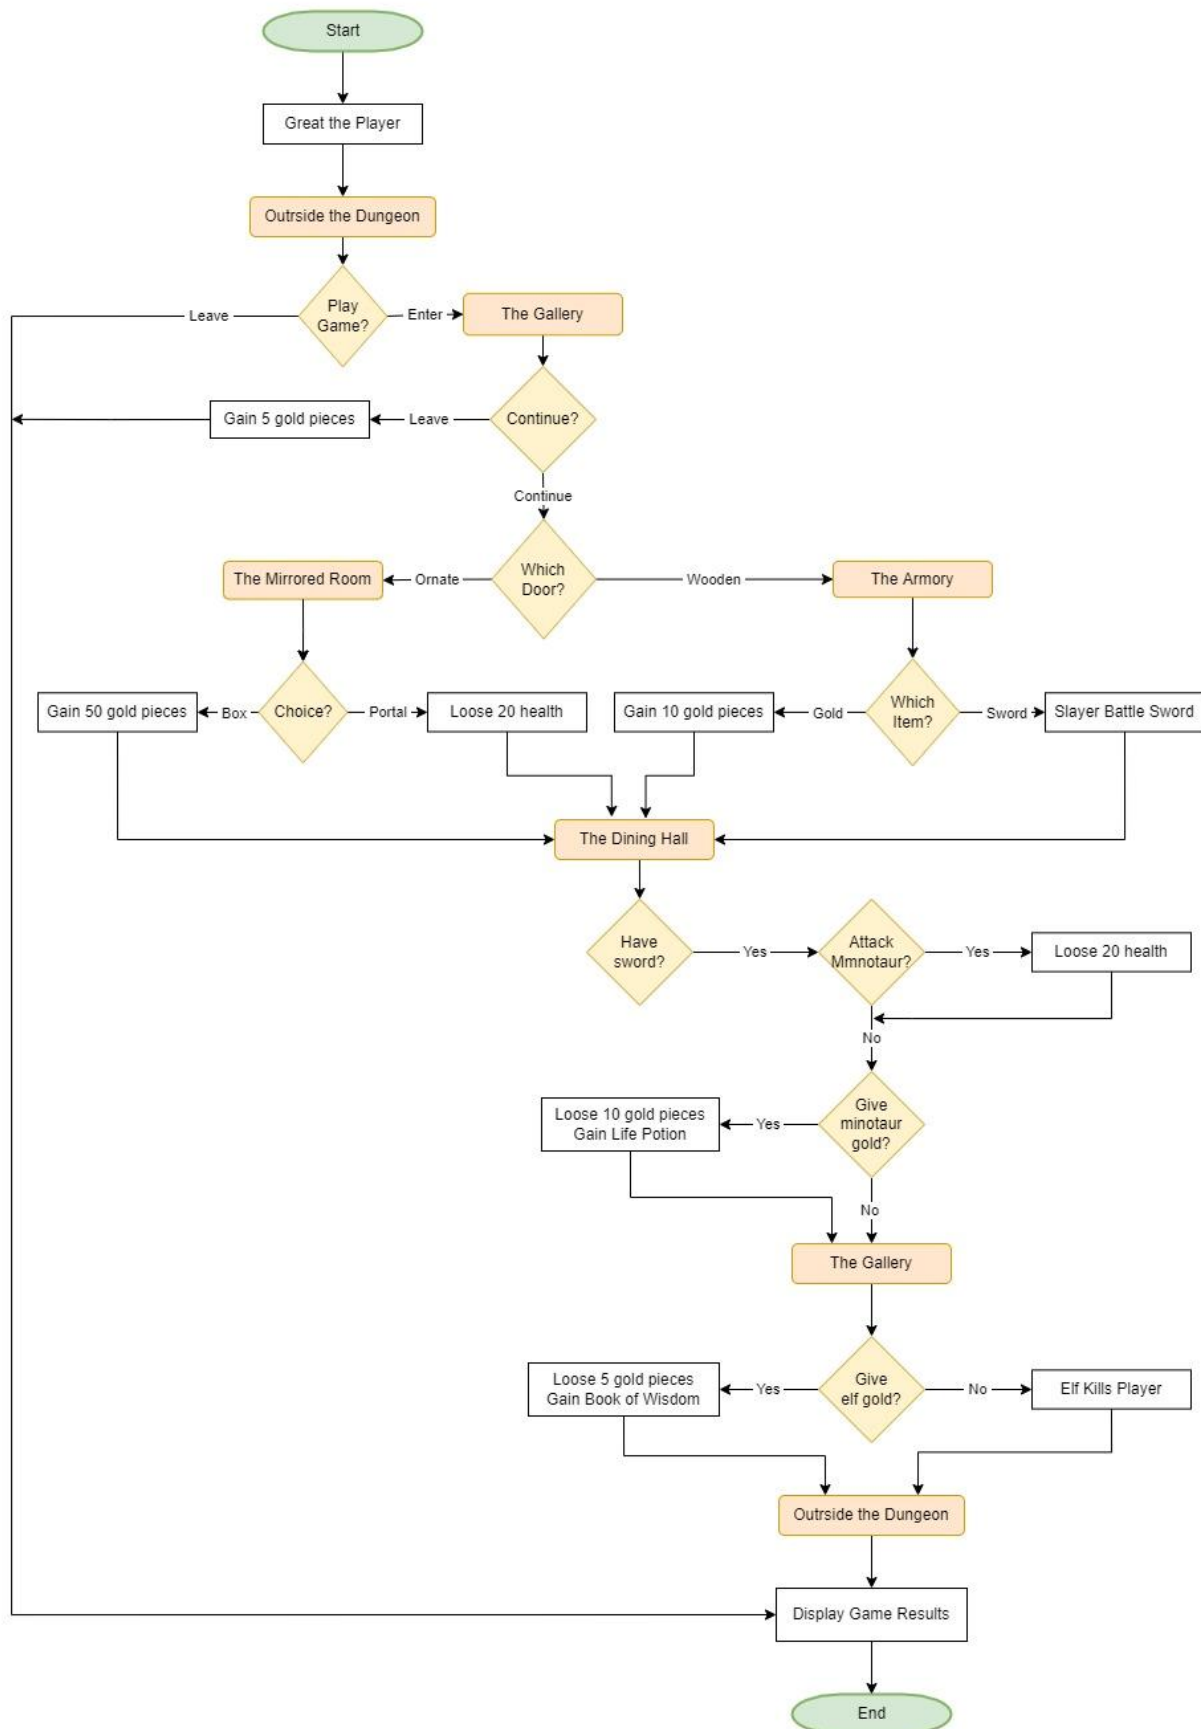 Start
Great the Player
Outrside the Dungeon
Play
Game?
Leave
Enter
The Gallery
Gain 5 gold pieces
Leave
Continue?
Continue
The Mirrored Room
Ornate
Which
Door?
Wooden
The Armory
Gain 50 gold pieces
Box
Choice?
Portal
Loose 20 health
Gain 10 gold pieces
Gold
Which
Item?
Sword
Slayer Battle Sword
The Dining Hall
Have
sword?
Yes
Attack
Mmnotaur?
Yes
Loose 20 health
No
Loose 10 gold pieces
Gain Life Potion
Yes
Give
minotaur
gold?
No
The Gallery
Loose 5 gold pieces
Gain Book of Wisdom
Yes
Give
elf gold?
No
Elf Kills Player
Outrside the Dungeon
Display Game Results
End